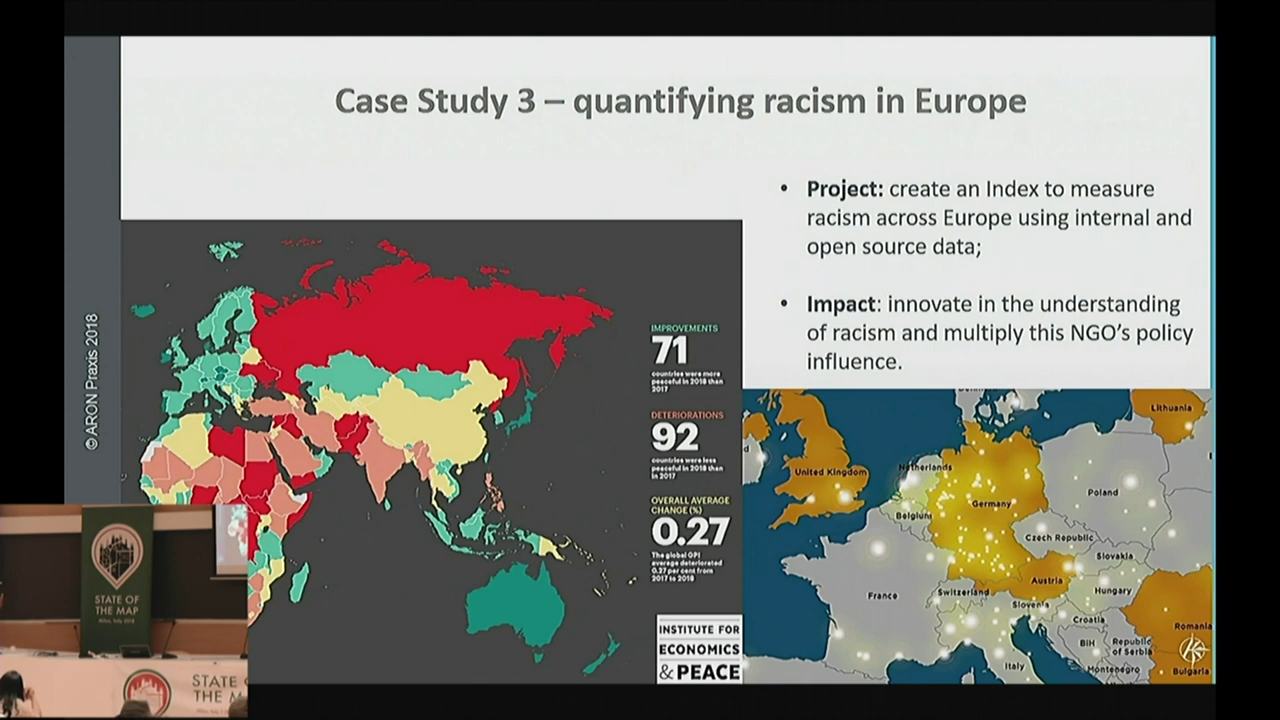 Case Study 3 – quantifying racism in Europe
• Project: create an Index to measure
racism across Europe using internal and
open source data;
• Impact: innovate in the understanding
of racism and multiply this NGO's policy
influence.
© ARON Praxis 2018
IMPROVEMENTS
71
countries were more
peaceful in 2018 than
2017
DETERIORATIONS
92
countries were less
peaceful in 2018 than
in 2017
OVERALL AVERAGE
CHANGE (%)
0.27
The global GPI
average deteriorated
0.27 per cent from
2017 to 2018
INSTITUTE FOR
ECONOMICS
& PEACE
Lithuania
United Kingdom
Netherlands
Germany
Poland
Belgium
Czech Republic
Slovakia
Austria
France
Switzerland
Hungary
Slovenia
Croatia
Romania
BiH
Republic
of Serbia
Italy
Montenegro
Bulgaria
STATE OF
THE MAP
Milan, Italy 2018
STATE
THE M